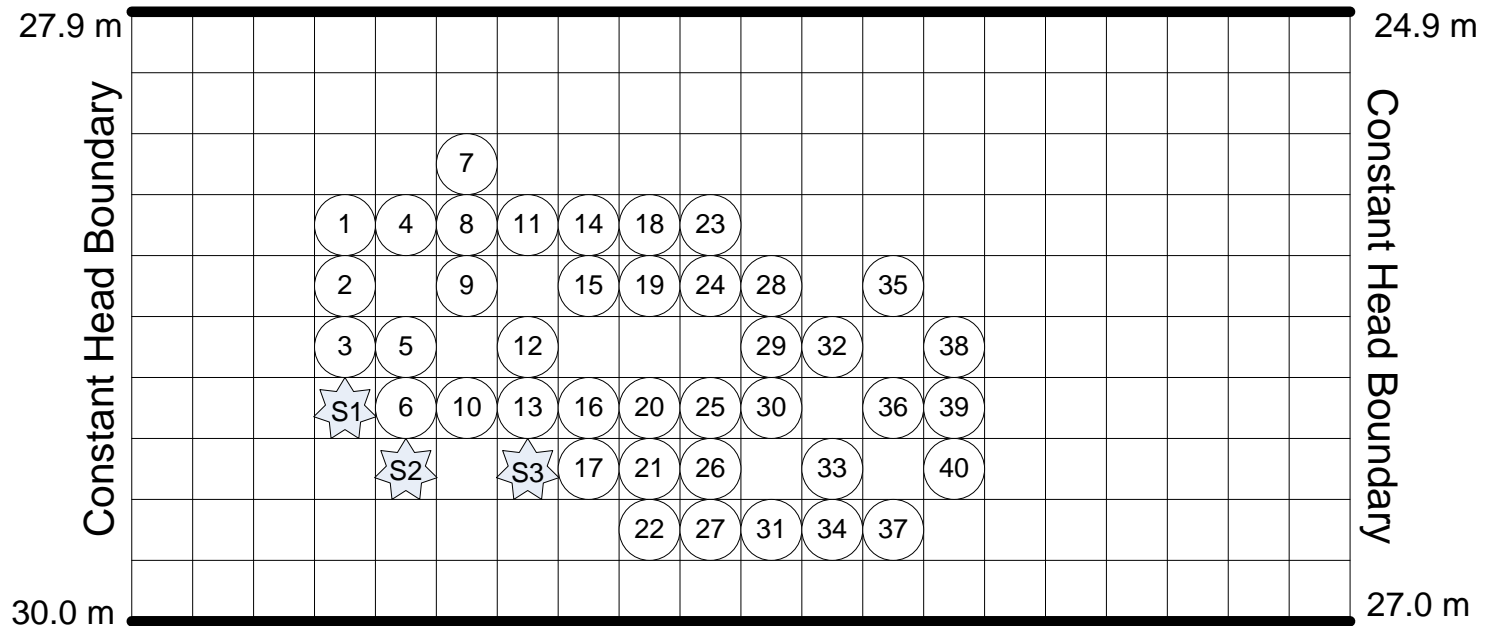 27.9 m
24.9 m
Constant Head Boundary
Constant Head Boundary
7
1 4 8 11 14 18 23
2 9 15 19 24 28 35
3 5 12 29 32 38
S1 6 10 13 16 20 25 30 36 39
S2 S3 17 21 26 33 40
22 27 31 34 37
30.0 m
27.0 m